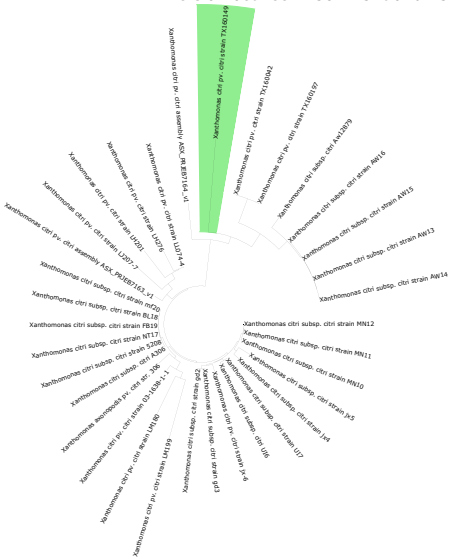 Xanthomonas citri pv. citri assembly ASX_PRJEB7164_v1
Xanthomonas citri pv. citri strain TX160149
Xanthomonas citri pv. citri strain TX160042
Xanthomonas citri pv. citri strain TX160197
Xanthomonas citri subsp. citri Aw12879
Xanthomonas citri subsp. citri strain AW16
Xanthomonas citri subsp. citri strain AW15
Xanthomonas citri subsp. citri strain AW13
Xanthomonas citri subsp. citri strain AW14
Xanthomonas citri subsp. citri strain MN12
Xanthomonas citri subsp. citri strain MN11
Xanthomonas citri subsp. citri strain MN10
Xanthomonas citri subsp. citri strain jx5
Xanthomonas citri subsp. citri strain jx4
Xanthomonas citri subsp. citri strain UI7
Xanthomonas citri subsp. citri UI6
Xanthomonas citri pv. citri strain jx-6
Xanthomonas citri subsp. citri strain gd3
Xanthomonas citri subsp. citri strain gd2
Xanthomonas citri pv. citri strain LM199
Xanthomonas citri pv. citri strain LM180
Xanthomonas citri pv. citri strain 03-1638-1-1
Xanthomonas axonopodis pv. citri str. 306
Xanthomonas citri subsp. citri A306
Xanthomonas citri subsp. citri strain 5208
Xanthomonas citri subsp. citri strain NT17
Xanthomonas citri subsp. citri strain FB19
Xanthomonas citri subsp. citri strain BL18
Xanthomonas citri subsp. citri strain mf20
Xanthomonas citri pv. citri assembly ASX_PRJEB7163_v1
Xanthomonas citri pv. citri strain LJ207-7
Xanthomonas citri pv. citri strain LH201
Xanthomonas citri pv. citri strain LH276
Xanthomonas citri pv. citri strain LL074-4